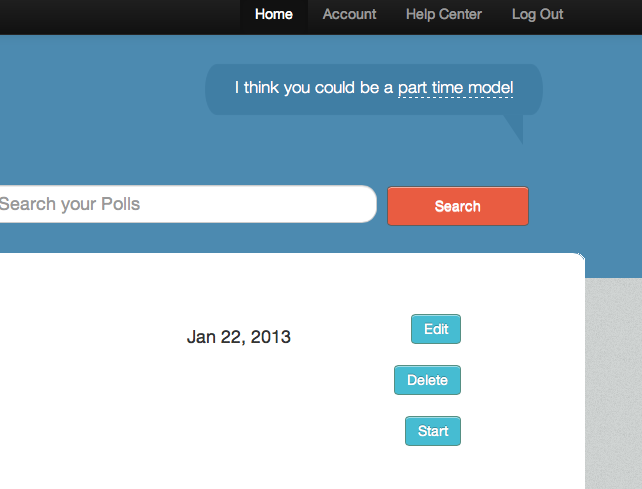 Home Account Help Center Log Out
I think you could be a part time model
Search your Polls Search
Jan 22, 2013 Edit
Delete
Start